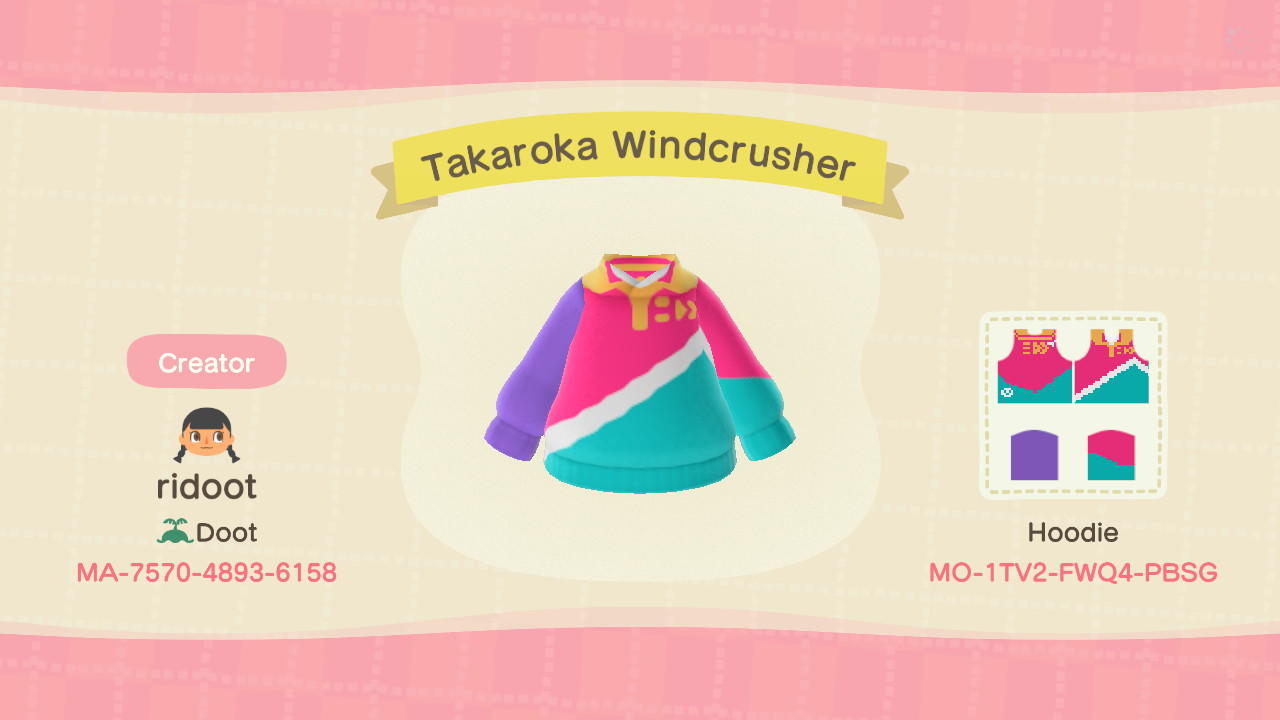 Takaroka Windcrusher
Creator
ridoot
Doot
MA-7570-4893-6158
Hoodie
MO-1TV2-FWQ4-PBSG